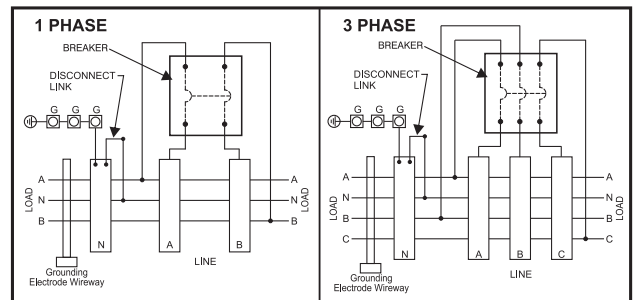 1 PHASE
BREAKER
DISCONNECT
LINK
G G G
A A
N N
B B
LOAD LOAD
N A B
LINE
Grounding
Electrode Wireway
3 PHASE
BREAKER
DISCONNECT
LINK
G G G
A A
N N
B B
C C
LOAD LOAD
N A B C
LINE
Grounding
Electrode Wireway